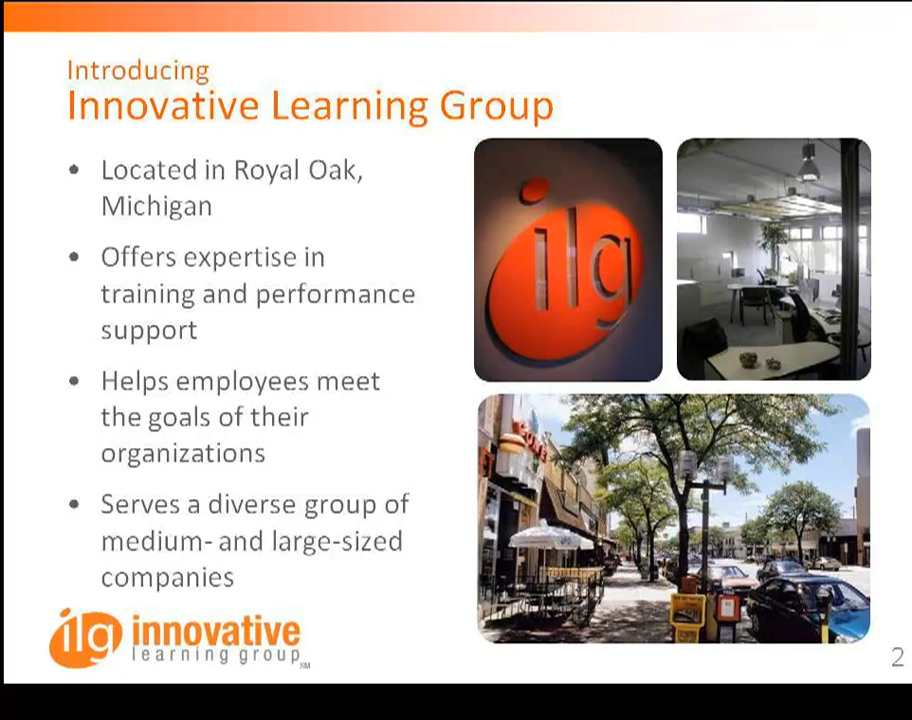 Introducing
Innovative Learning Group
• Located in Royal Oak,
Michigan
• Offers expertise in
training and performance
support
• Helps employees meet
the goals of their
organizations
• Serves a diverse group of
medium- and large-sized
companies
ilg
ilg innovative
learning group SM
2